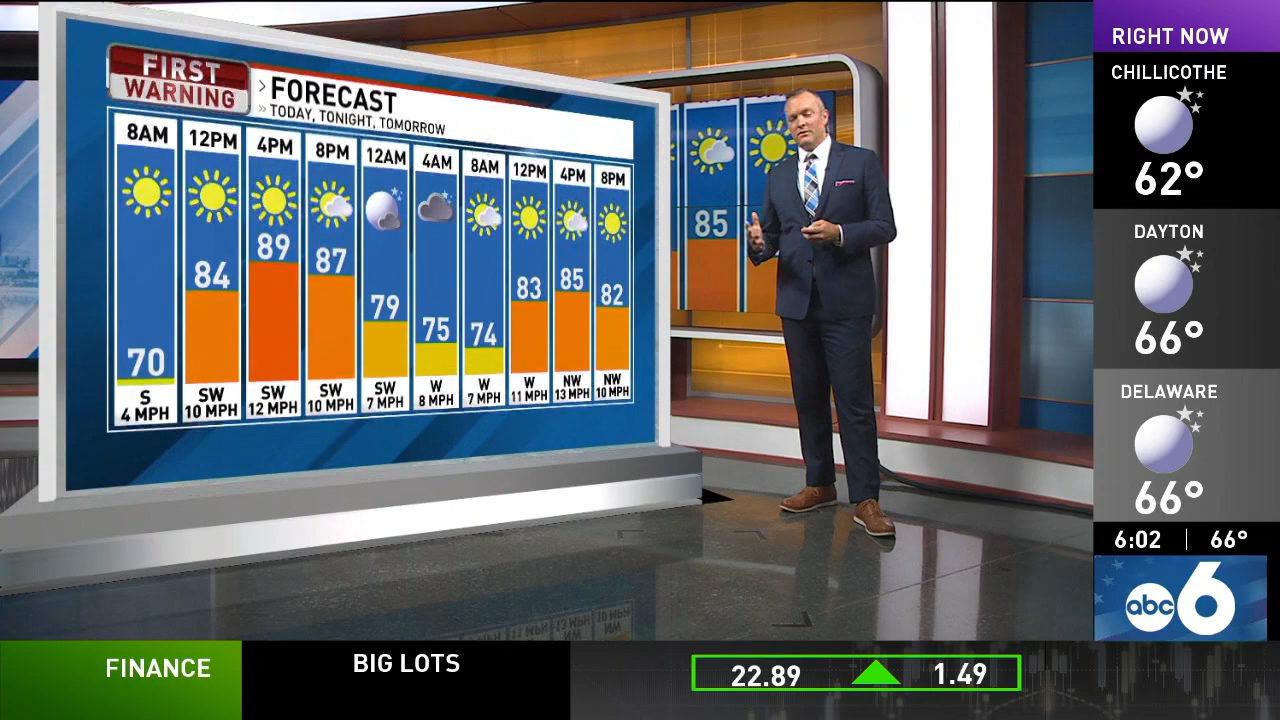 FIRST
WARNING
FORECAST
TODAY, TONIGHT, TOMORROW
8AM 12PM 4PM 8PM 12AM 4AM 8AM 12PM 4PM 8PM
70 84 89 87 79 75 74 83 85 82
S SW SW SW SW W W W NW NW
4 MPH 10 MPH 12 MPH 10 MPH 7 MPH 8 MPH 7 MPH 11 MPH 13 MPH 10 MPH
85
RIGHT NOW
CHILLICOTHE
62°
DAYTON
66°
DELAWARE
66°
6:02 | 66°
abc 6
FINANCE
BIG LOTS
22.89 1.49